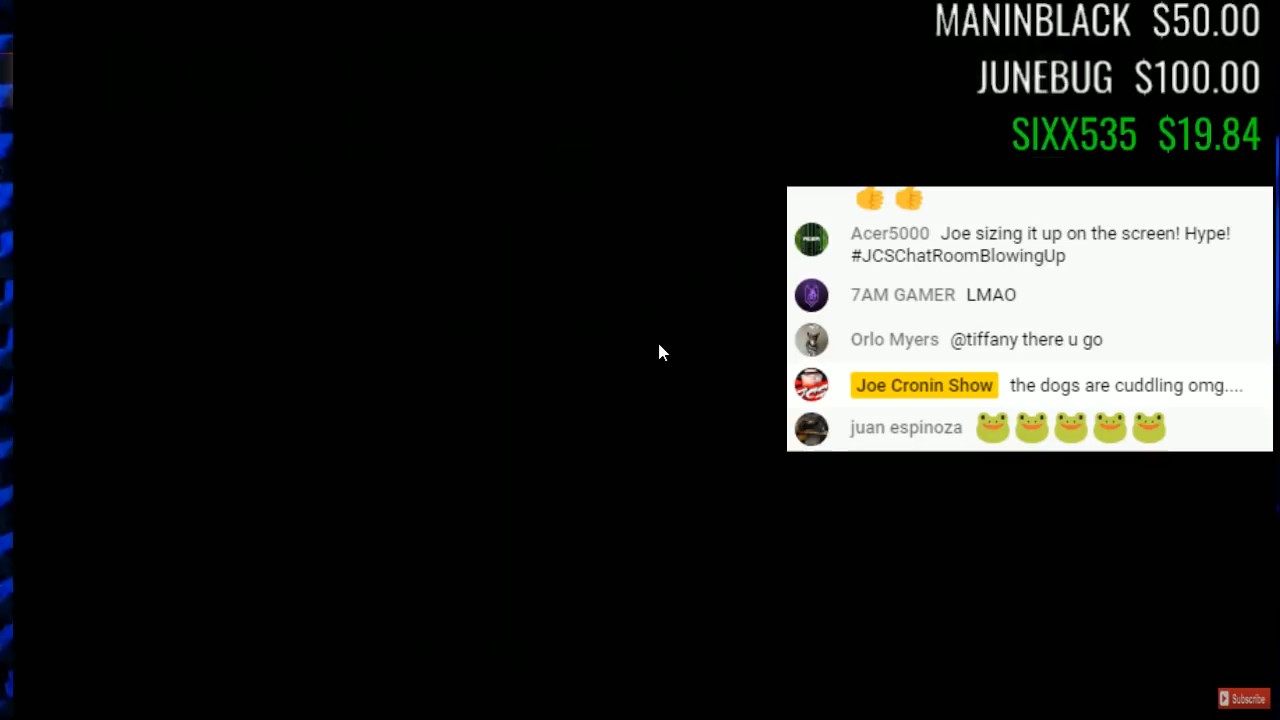 MANINBLACK $50.00
JUNEBUG $100.00
SIXX535 $19.84
Acer5000 Joe sizing it up on the screen! Hype!
#JCSChatRoomBlowingUp
7AM GAMER LMAO
Orlo Myers @tiffany there u go
Joe Cronin Show the dogs are cuddling omg....
juan espinoza
Subscribe